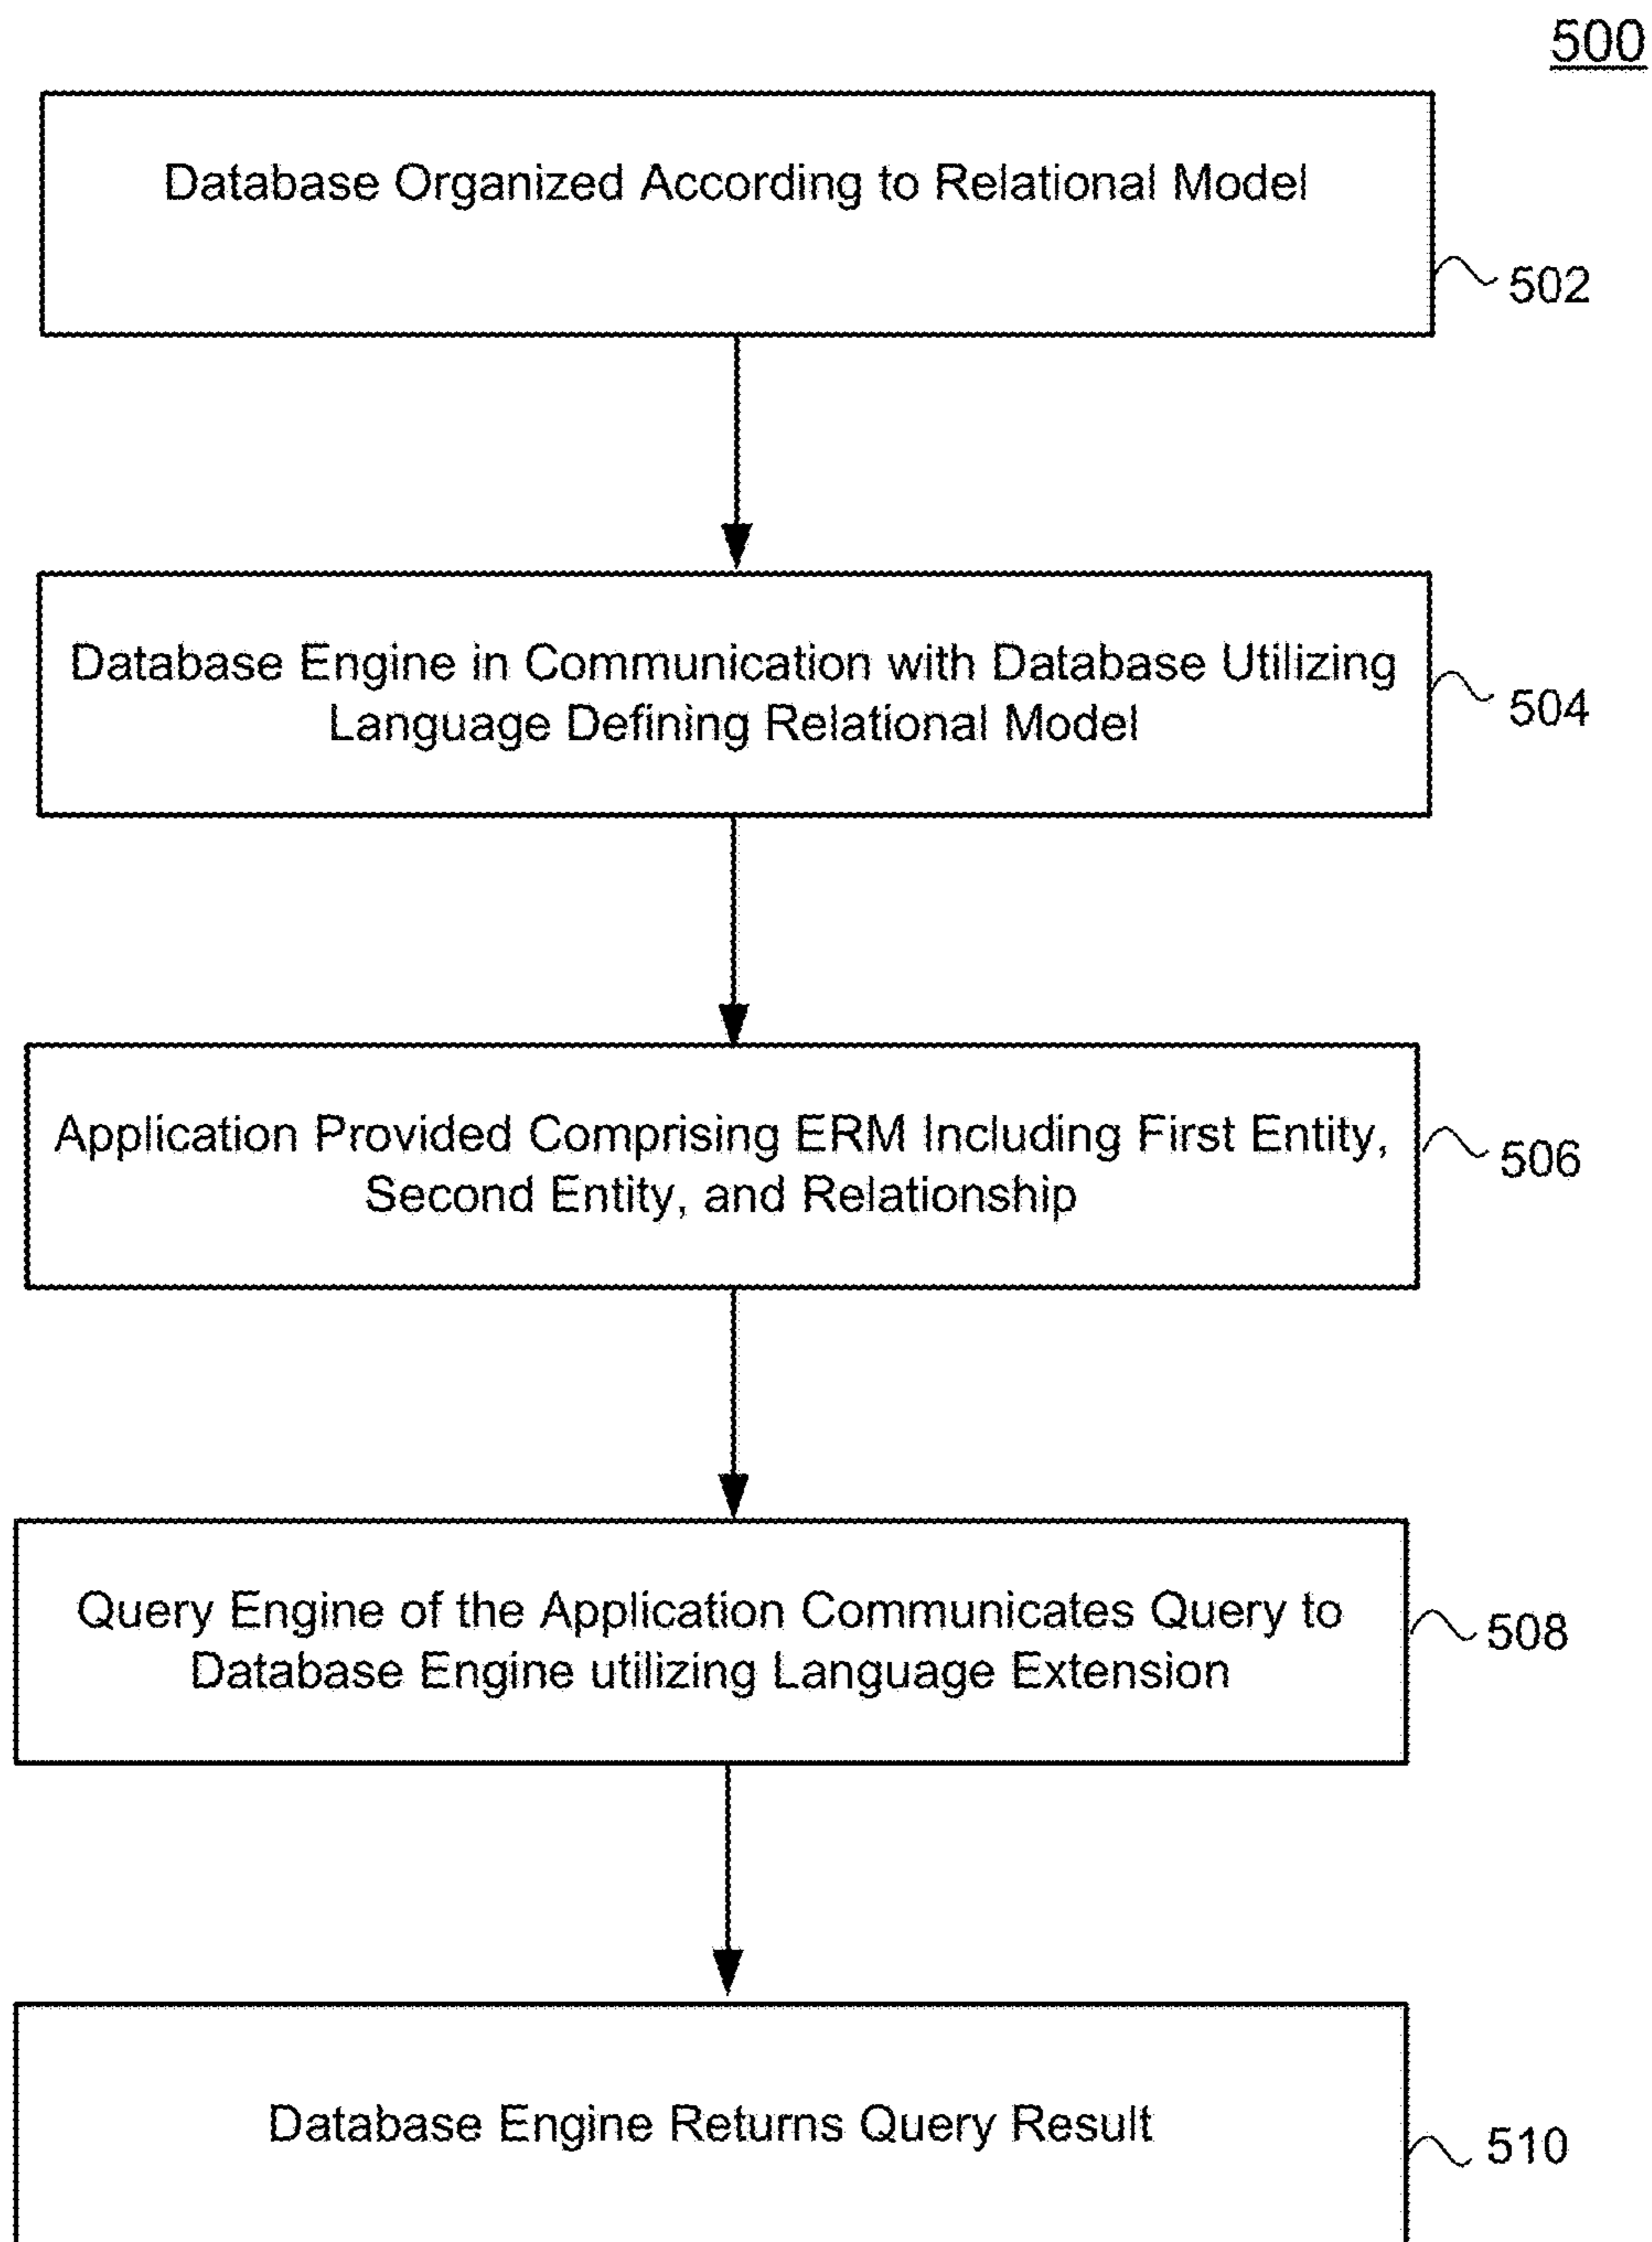 500
Database Organized According to Relational Model
502
Database Engine in Communication with Database Utilizing
Language Defining Relational Model
504
Application Provided Comprising ERM Including First Entity,
Second Entity, and Relationship
506
Query Engine of the Application Communicates Query to
Database Engine utilizing Language Extension
508
Database Engine Returns Query Result
510